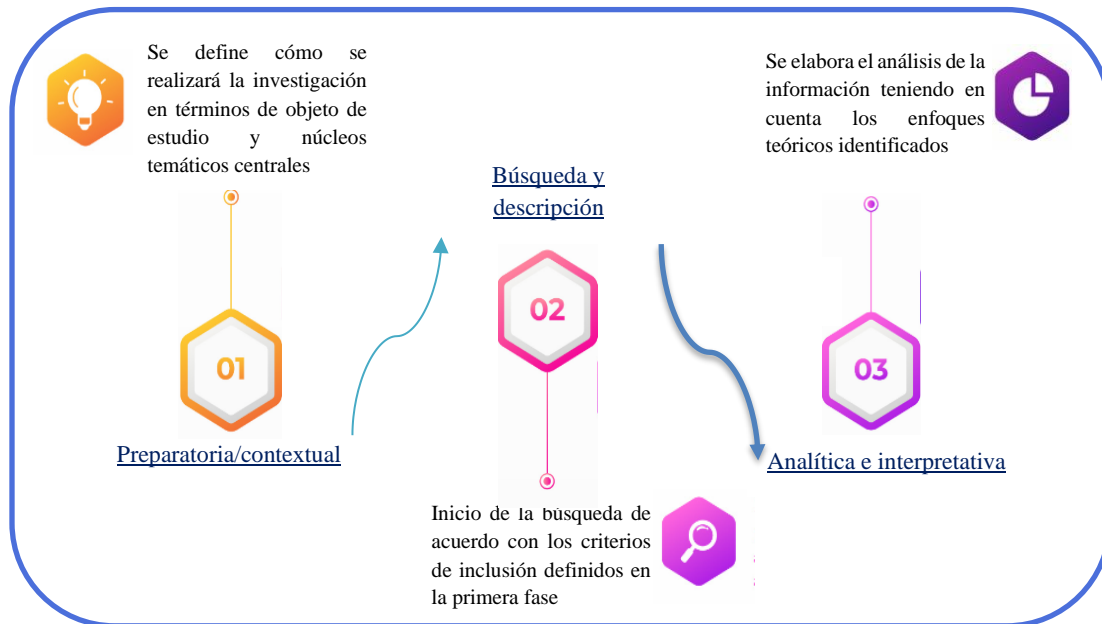 Se define cómo se
realizará la investigación
en términos de objeto de
estudio y núcleos
temáticos centrales
01
Preparatoria/contextual
Búsqueda y
descripción
02
Inicio de la búsqueda de
acuerdo con los criterios
de inclusión definidos en
la primera fase
Se elabora el análisis de la
información teniendo en
cuenta los enfoques
teóricos identificados
03
Analítica e interpretativa